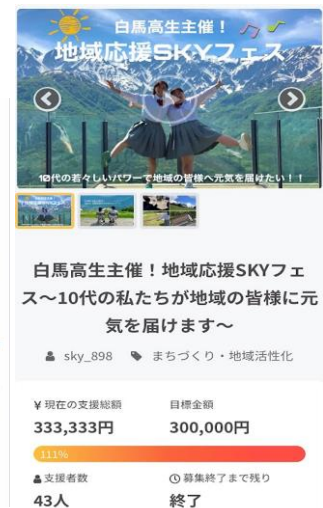 白馬高生主催！
地域応援SKYフェス
10代の若々しいパワーで地域の皆様へ元気を届けたい！！
白馬高生主催！地域応援SKYフェ
ス～10代の私たちが地域の皆様に元
気を届けます～
sky_898 まちづくり・地域活性化
¥現在の支援総額 目標金額
333,333円 300,000円
111%
支援者数 募集終了まで残り
43人 終了